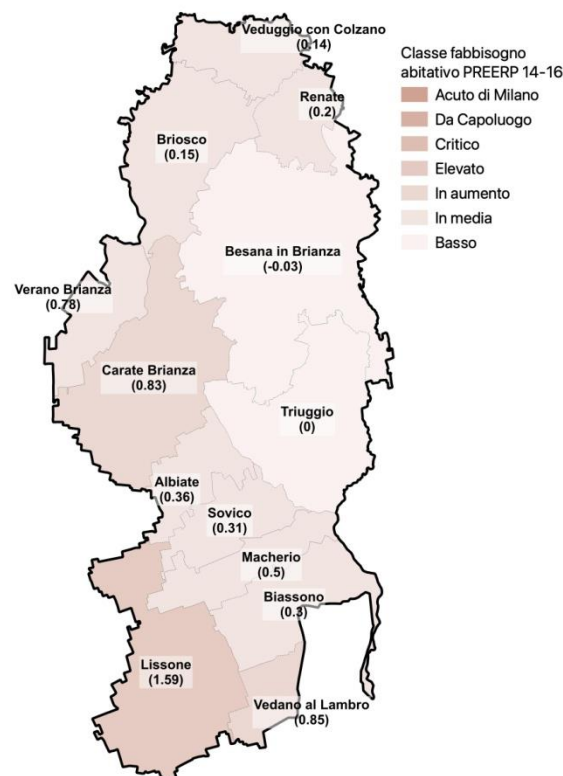 Veduggio con Colzano
(0.14)
Classe fabbisogno
abitativo PREERP 14-16
Acuto di Milano
Da Capoluogo
Critico
Elevato
In aumento
In media
Basso
Renate
(0.2)
Briosco
(0.15)
Besana in Brianza
(-0.03)
Verano Brianza
(0.78)
Carate Brianza
(0.83)
Triuggio
(0)
Albiate
(0.36)
Sovico
(0.31)
Macherio
(0.5)
Biassono
(0.3)
Lissone
(1.59)
Vedano al Lambro
(0.85)